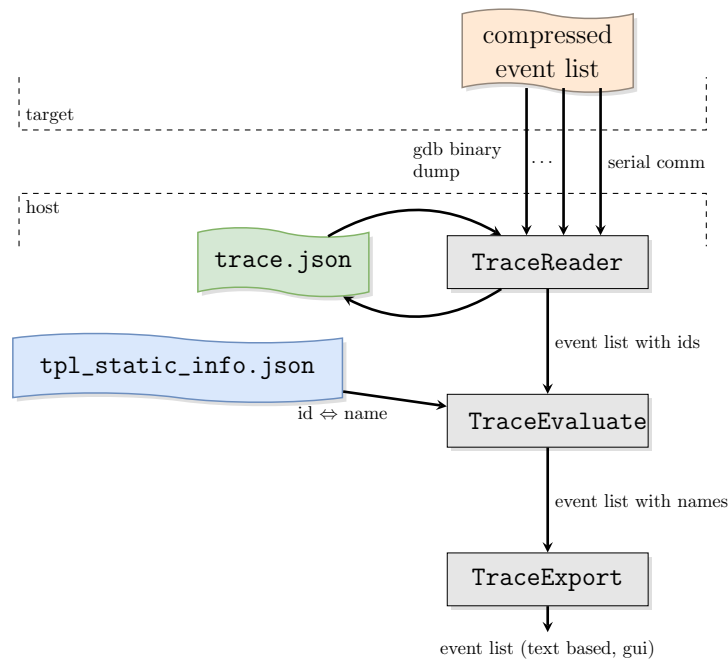 compressed
event list
target
gdb binary
dump
...
serial comm
host
trace.json
TraceReader
event list with ids
tpl_static_info.json
id ⇔ name
TraceEvaluate
event list with names
TraceExport
event list (text based, gui)